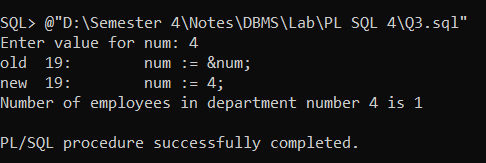 SQL> @"D:\Semester 4\Notes\DBMS\Lab\PL SQL 4\Q3.sql"
Enter value for num: 4
old  19:        num := &num;
new  19:        num := 4;
Number of employees in department number 4 is 1

PL/SQL procedure successfully completed.